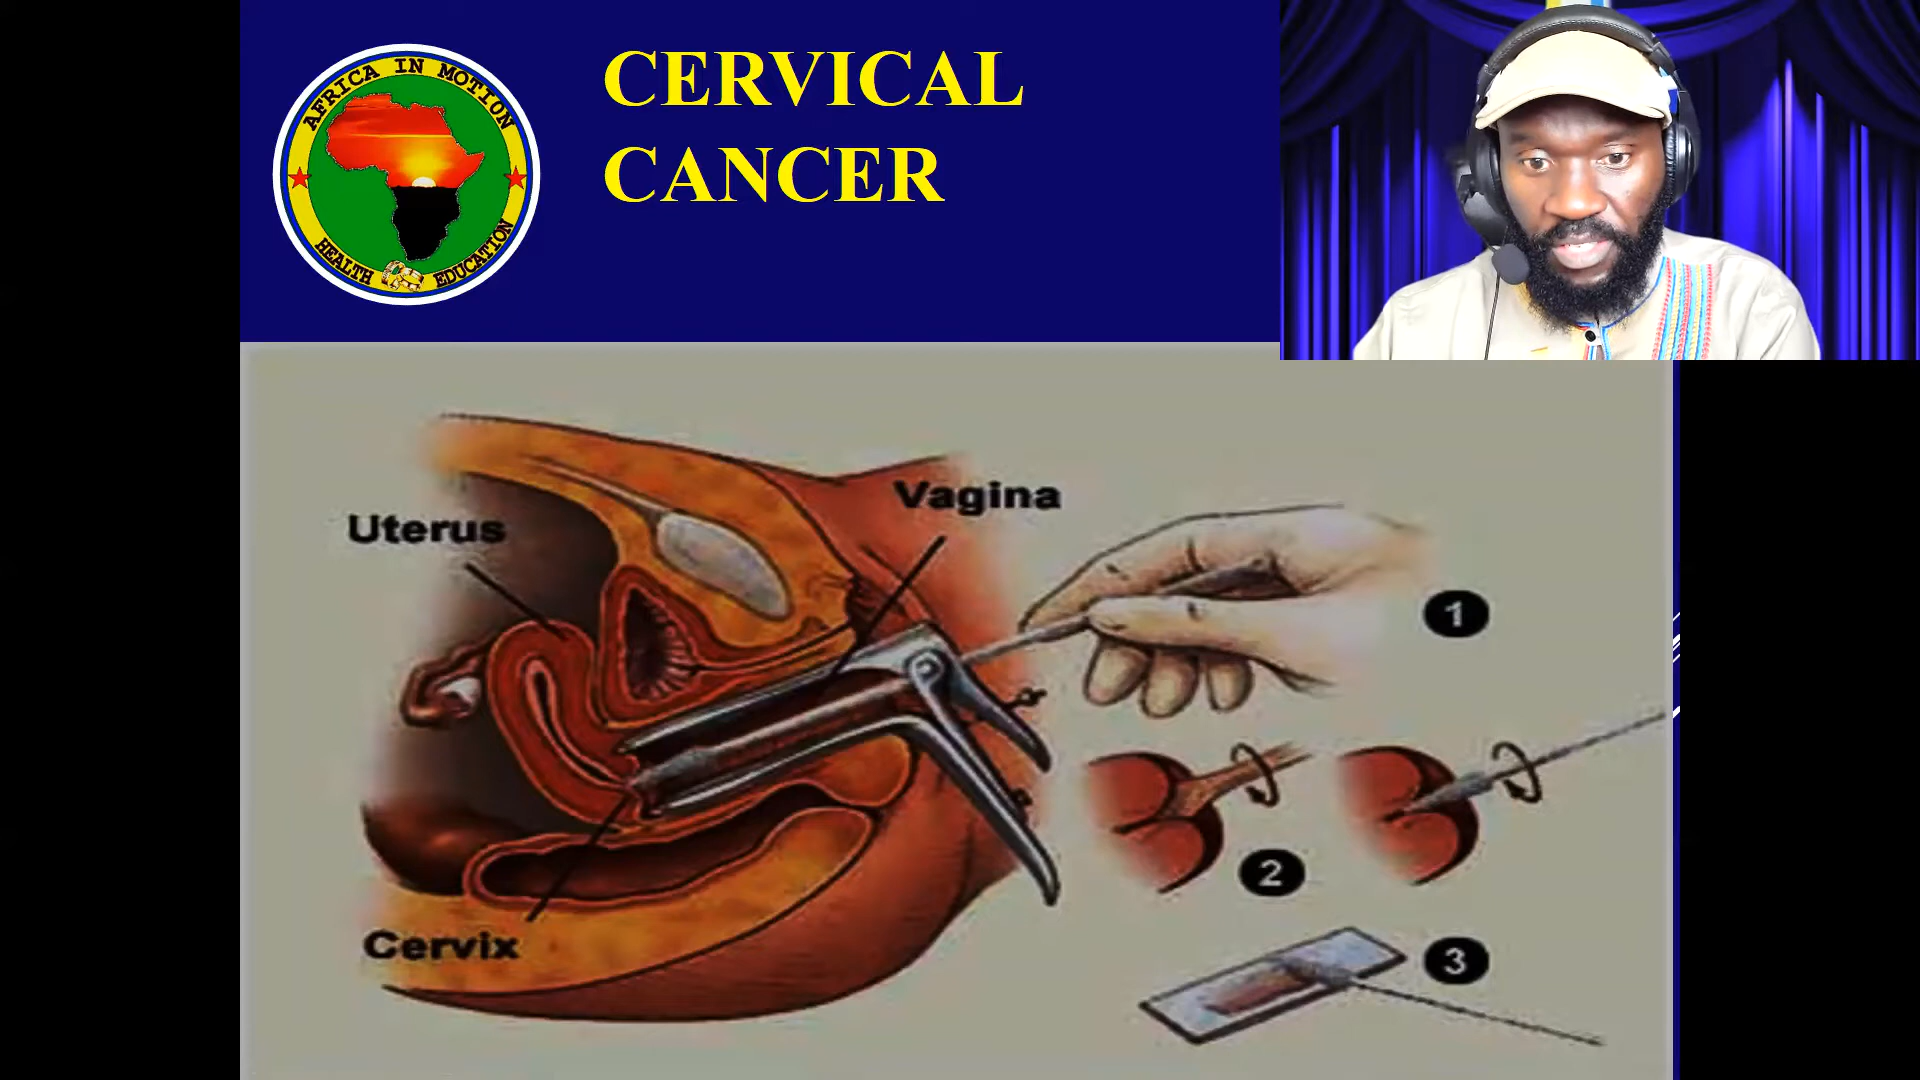 AFRICA IN MOTION
HEALTH EDUCATION
CERVICAL
CANCER
Uterus
Vagina
1
2
3
Cervix